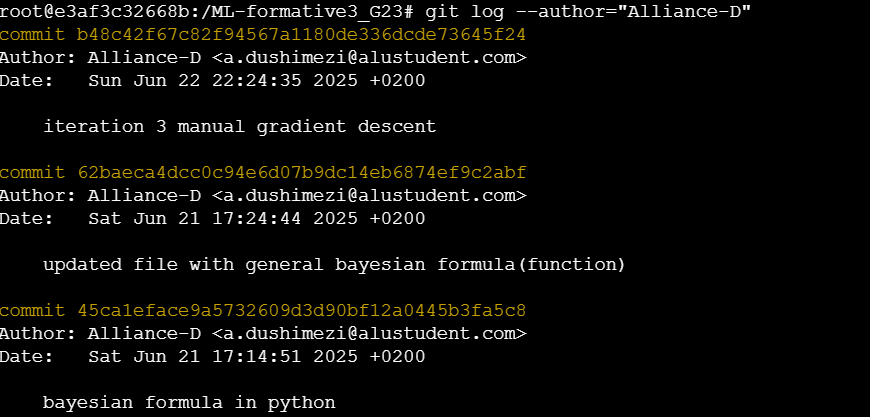 root@e3af3c32668b:/ML-formative3_G23# git log --author="Alliance-D"
commit b48c42f67c82f94567a1180de336dcde73645f24
Author: Alliance-D <a.dushimezi@alustudent.com>
Date:   Sun Jun 22 22:24:35 2025 +0200
iteration 3 manual gradient descent
commit 62baeca4dcc0c94e6d07b9dc14eb6874ef9c2abf
Author: Alliance-D <a.dushimezi@alustudent.com>
Date:   Sat Jun 21 17:24:44 2025 +0200
updated file with general bayesian formula(function)
commit 45ca1eface9a5732609d3d90bf12a0445b3fa5c8
Author: Alliance-D <a.dushimezi@alustudent.com>
Date:   Sat Jun 21 17:14:51 2025 +0200
bayesian formula in python